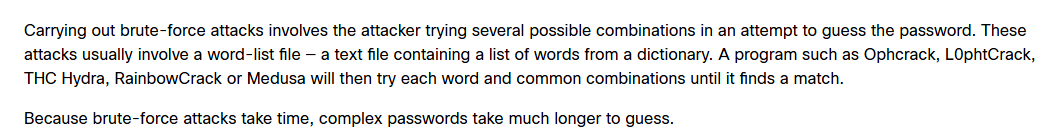 Carrying out brute-force attacks involves the attacker trying several possible combinations in an attempt to guess the password. These
attacks usually involve a word-list file – a text file containing a list of words from a dictionary. A program such as Ophcrack, L0phtCrack,
THC Hydra, RainbowCrack or Medusa will then try each word and common combinations until it finds a match.
Because brute-force attacks take time, complex passwords take much longer to guess.